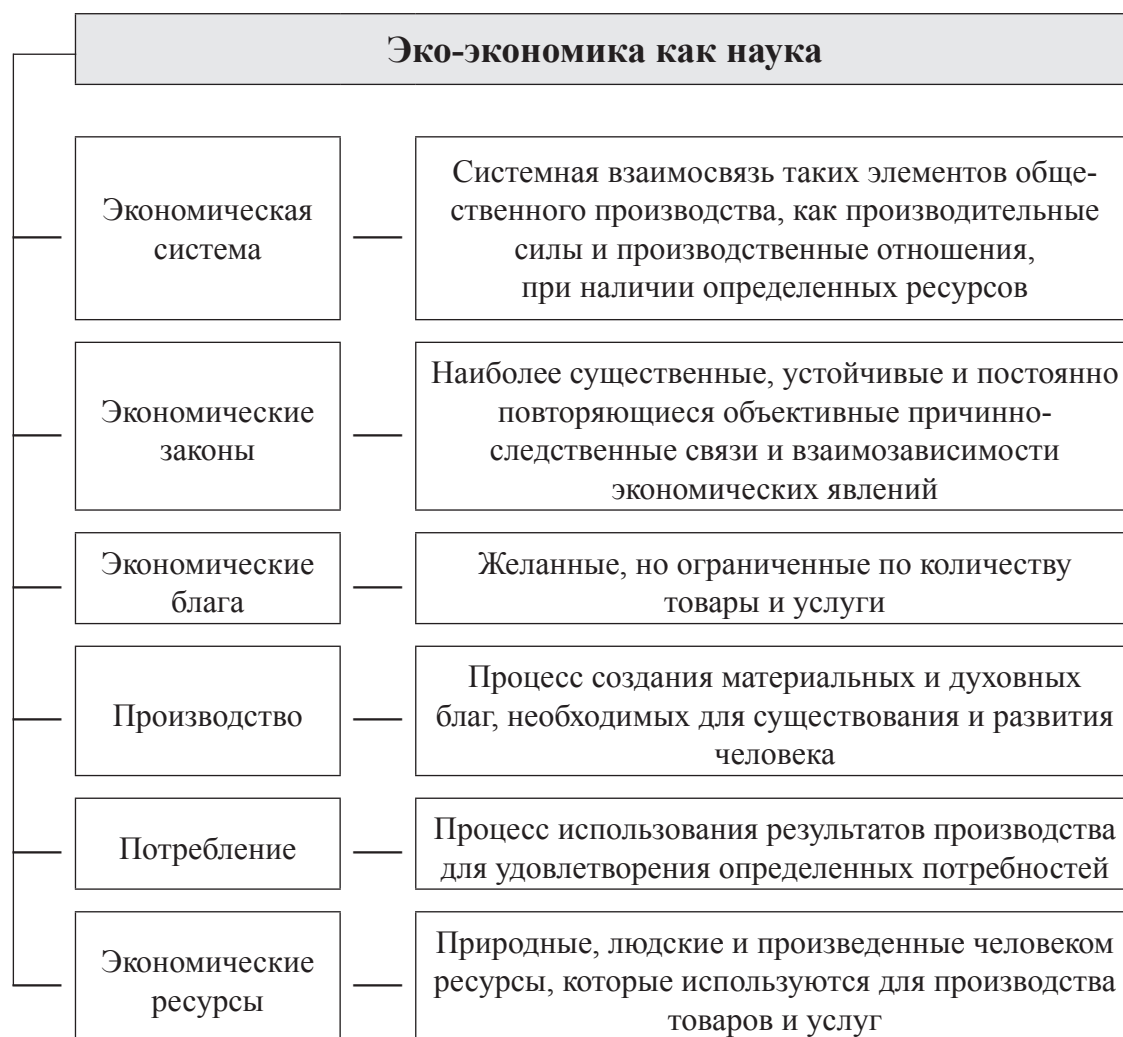 Эко-экономика как наука
Экономическая
система
Системная взаимосвязь таких элементов обще-
ственного производства, как производительные
силы и производственные отношения,
при наличии определенных ресурсов
Экономические
законы
Наиболее существенные, устойчивые и постоянно
повторяющиеся объективные причинно-
следственные связи и взаимозависимости
экономических явлений
Экономические
блага
Желанные, но ограниченные по количеству
товары и услуги
Производство
Процесс создания материальных и духовных
благ, необходимых для существования и развития
человека
Потребление
Процесс использования результатов производства
для удовлетворения определенных потребностей
Экономические
ресурсы
Природные, людские и произведенные человеком
ресурсы, которые используются для производства
товаров и услуг